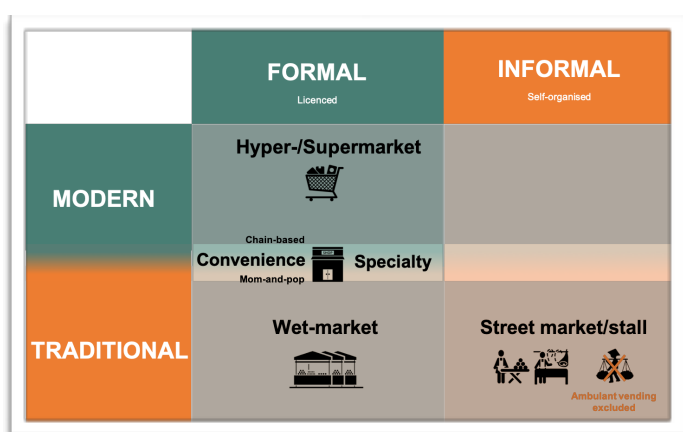 FORMAL
Licenced
INFORMAL
Self-organised
MODERN
Hyper-/Supermarket
Chain-based
Convenience
Specialty
Mom-and-pop
TRADITIONAL
Wet-market
Street market/stall
Ambulant vending
excluded